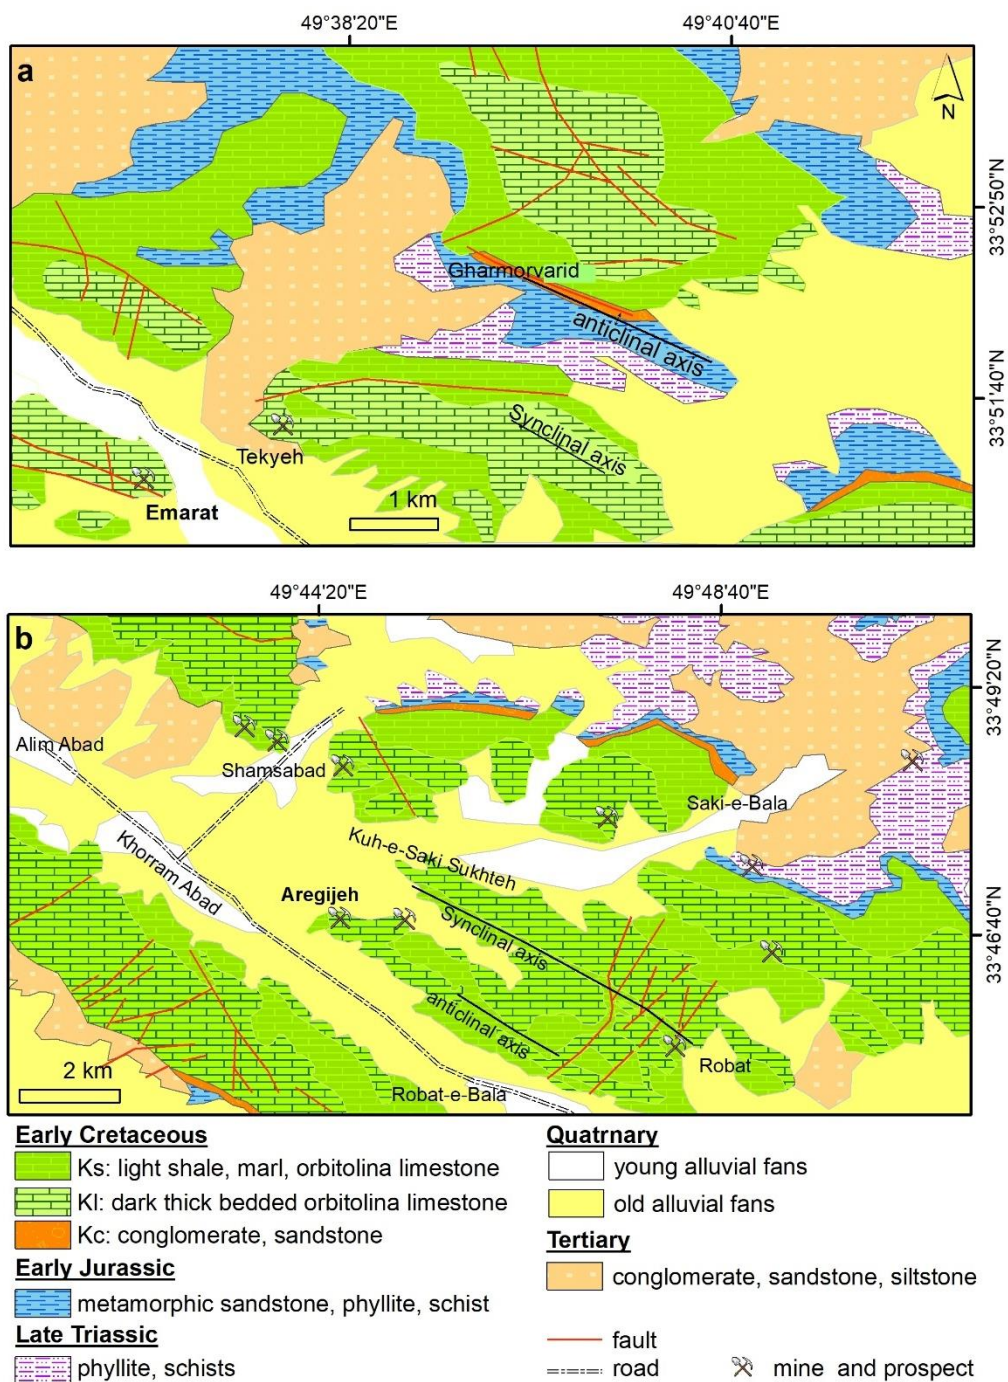 49°38'20"E
49°40'40"E
a
N
33°52'50"N
Gharmorvarid
anticlinal axis
33°51'40"N
Synclinal axis
Tekyeh
1 km
Emarat
49°44'20"E
49°48'40"E
b
33°49'20"N
Alim Abad
Shamsabad
Saki-e-Bala
Kuh-e-Saki Sukhteh
Khorram Abad
Aregijeh
Synclinal axis
33°46'40"N
anticlinal axis
2 km
Robat
Robat-e-Bala
Early Cretaceous
Ks: light shale, marl, orbitolina limestone
Kl: dark thick bedded orbitolina limestone
Kc: conglomerate, sandstone
Early Jurassic
metamorphic sandstone, phyllite, schist
Late Triassic
phyllite, schists
Quatrnary
young alluvial fans
old alluvial fans
Tertiary
conglomerate, sandstone, siltstone
fault
road
mine and prospect